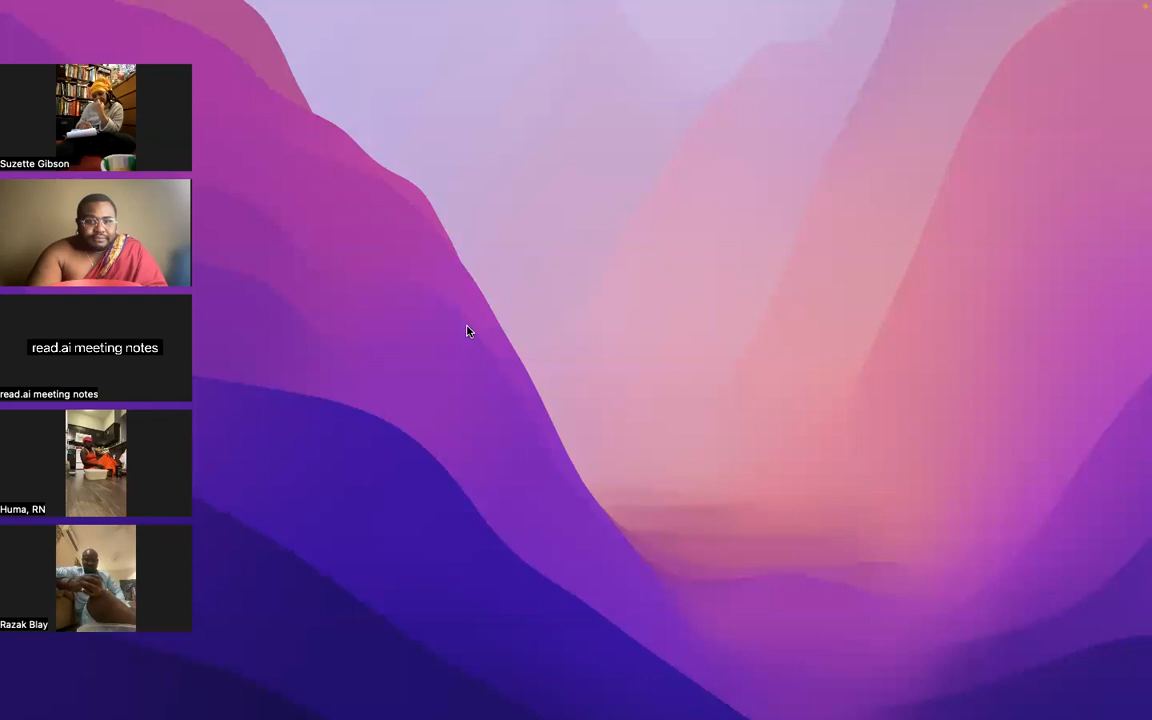 Suzette Gibson
read.ai meeting notes
read.ai meeting notes
Huma, RN
Razak Blay